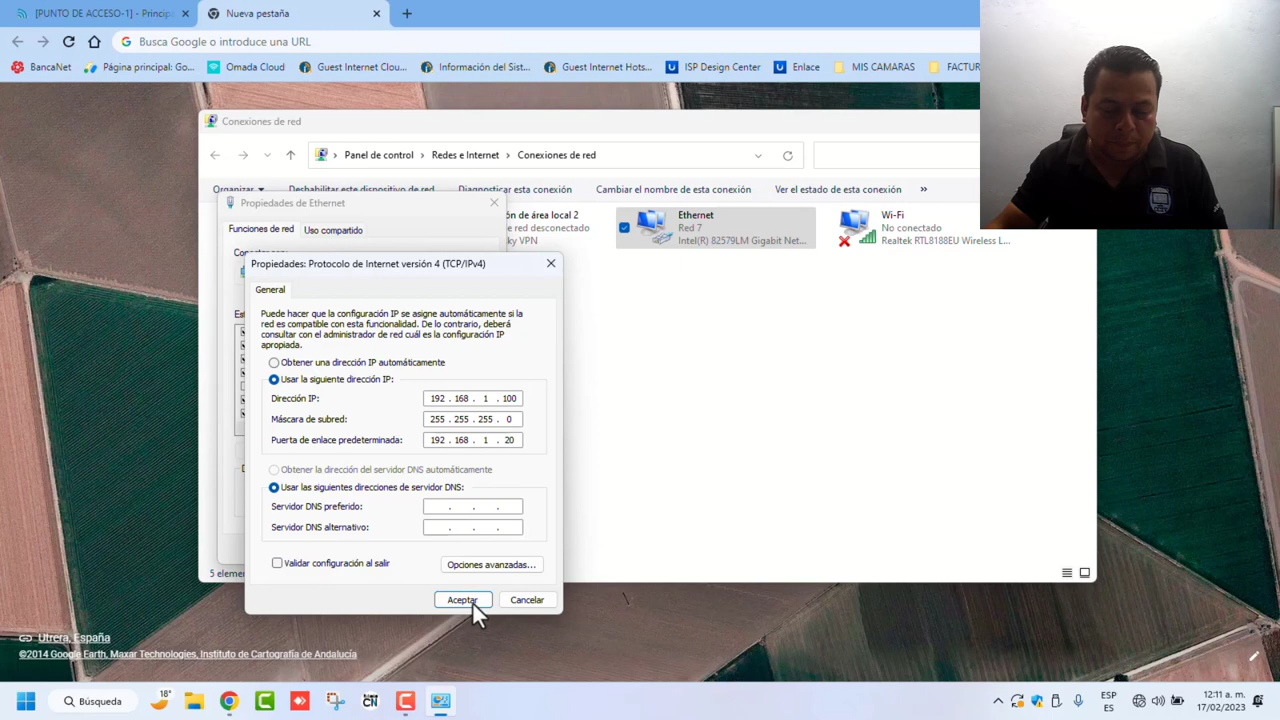 [PUNTO DE ACCESO-1] - Principa
Nueva pestaña
Busca Google o introduce una URL
BancaNet
Página principal: Go...
Omada Cloud
Guest Internet Clou...
Información del Sist...
Guest Internet Hots...
ISP Design Center
Enlace
MIS CAMARAS
FACTUR
Conexiones de red
Panel de control > Redes e Internet > Conexiones de red
Organizar
Deshabilitar este dispositivo de red
Diagnosticar esta conexión
Cambiar el nombre de esta conexión
Ver el estado de esta conexión
»
Propiedades de Ethernet
Funciones de red
Uso compartido
ón de área local 2
de red desconectado
ky VPN
Ethernet
Red 7
Intel(R) 82579LM Gigabit Net...
Wi-Fi
No conectado
Realtek RTL8188EU Wireless L...
Propiedades: Protocolo de Internet versión 4 (TCP/IPv4)
General
Puede hacer que la configuración IP se asigne automáticamente si la
red es compatible con esta funcionalidad. De lo contrario, deberá
consultar con el administrador de red cuál es la configuración IP
apropiada.
Obtener una dirección IP automáticamente
Usar la siguiente dirección IP:
Dirección IP: 192 . 168 . 1 . 100
Máscara de subred: 255 . 255 . 255 . 0
Puerta de enlace predeterminada: 192 . 168 . 1 . 20
Obtener la dirección del servidor DNS automáticamente
Usar las siguientes direcciones de servidor DNS:
Servidor DNS preferido: . . .
Servidor DNS alternativo: . . .
Validar configuración al salir
Opciones avanzadas...
Aceptar
Cancelar
5 eleme
Utrera, España
©2014 Google Earth, Maxar Technologies, Instituto de Cartografía de Andalucía
Búsqueda
18°
CN
ESP
ES
12:11 a. m.
17/02/2023